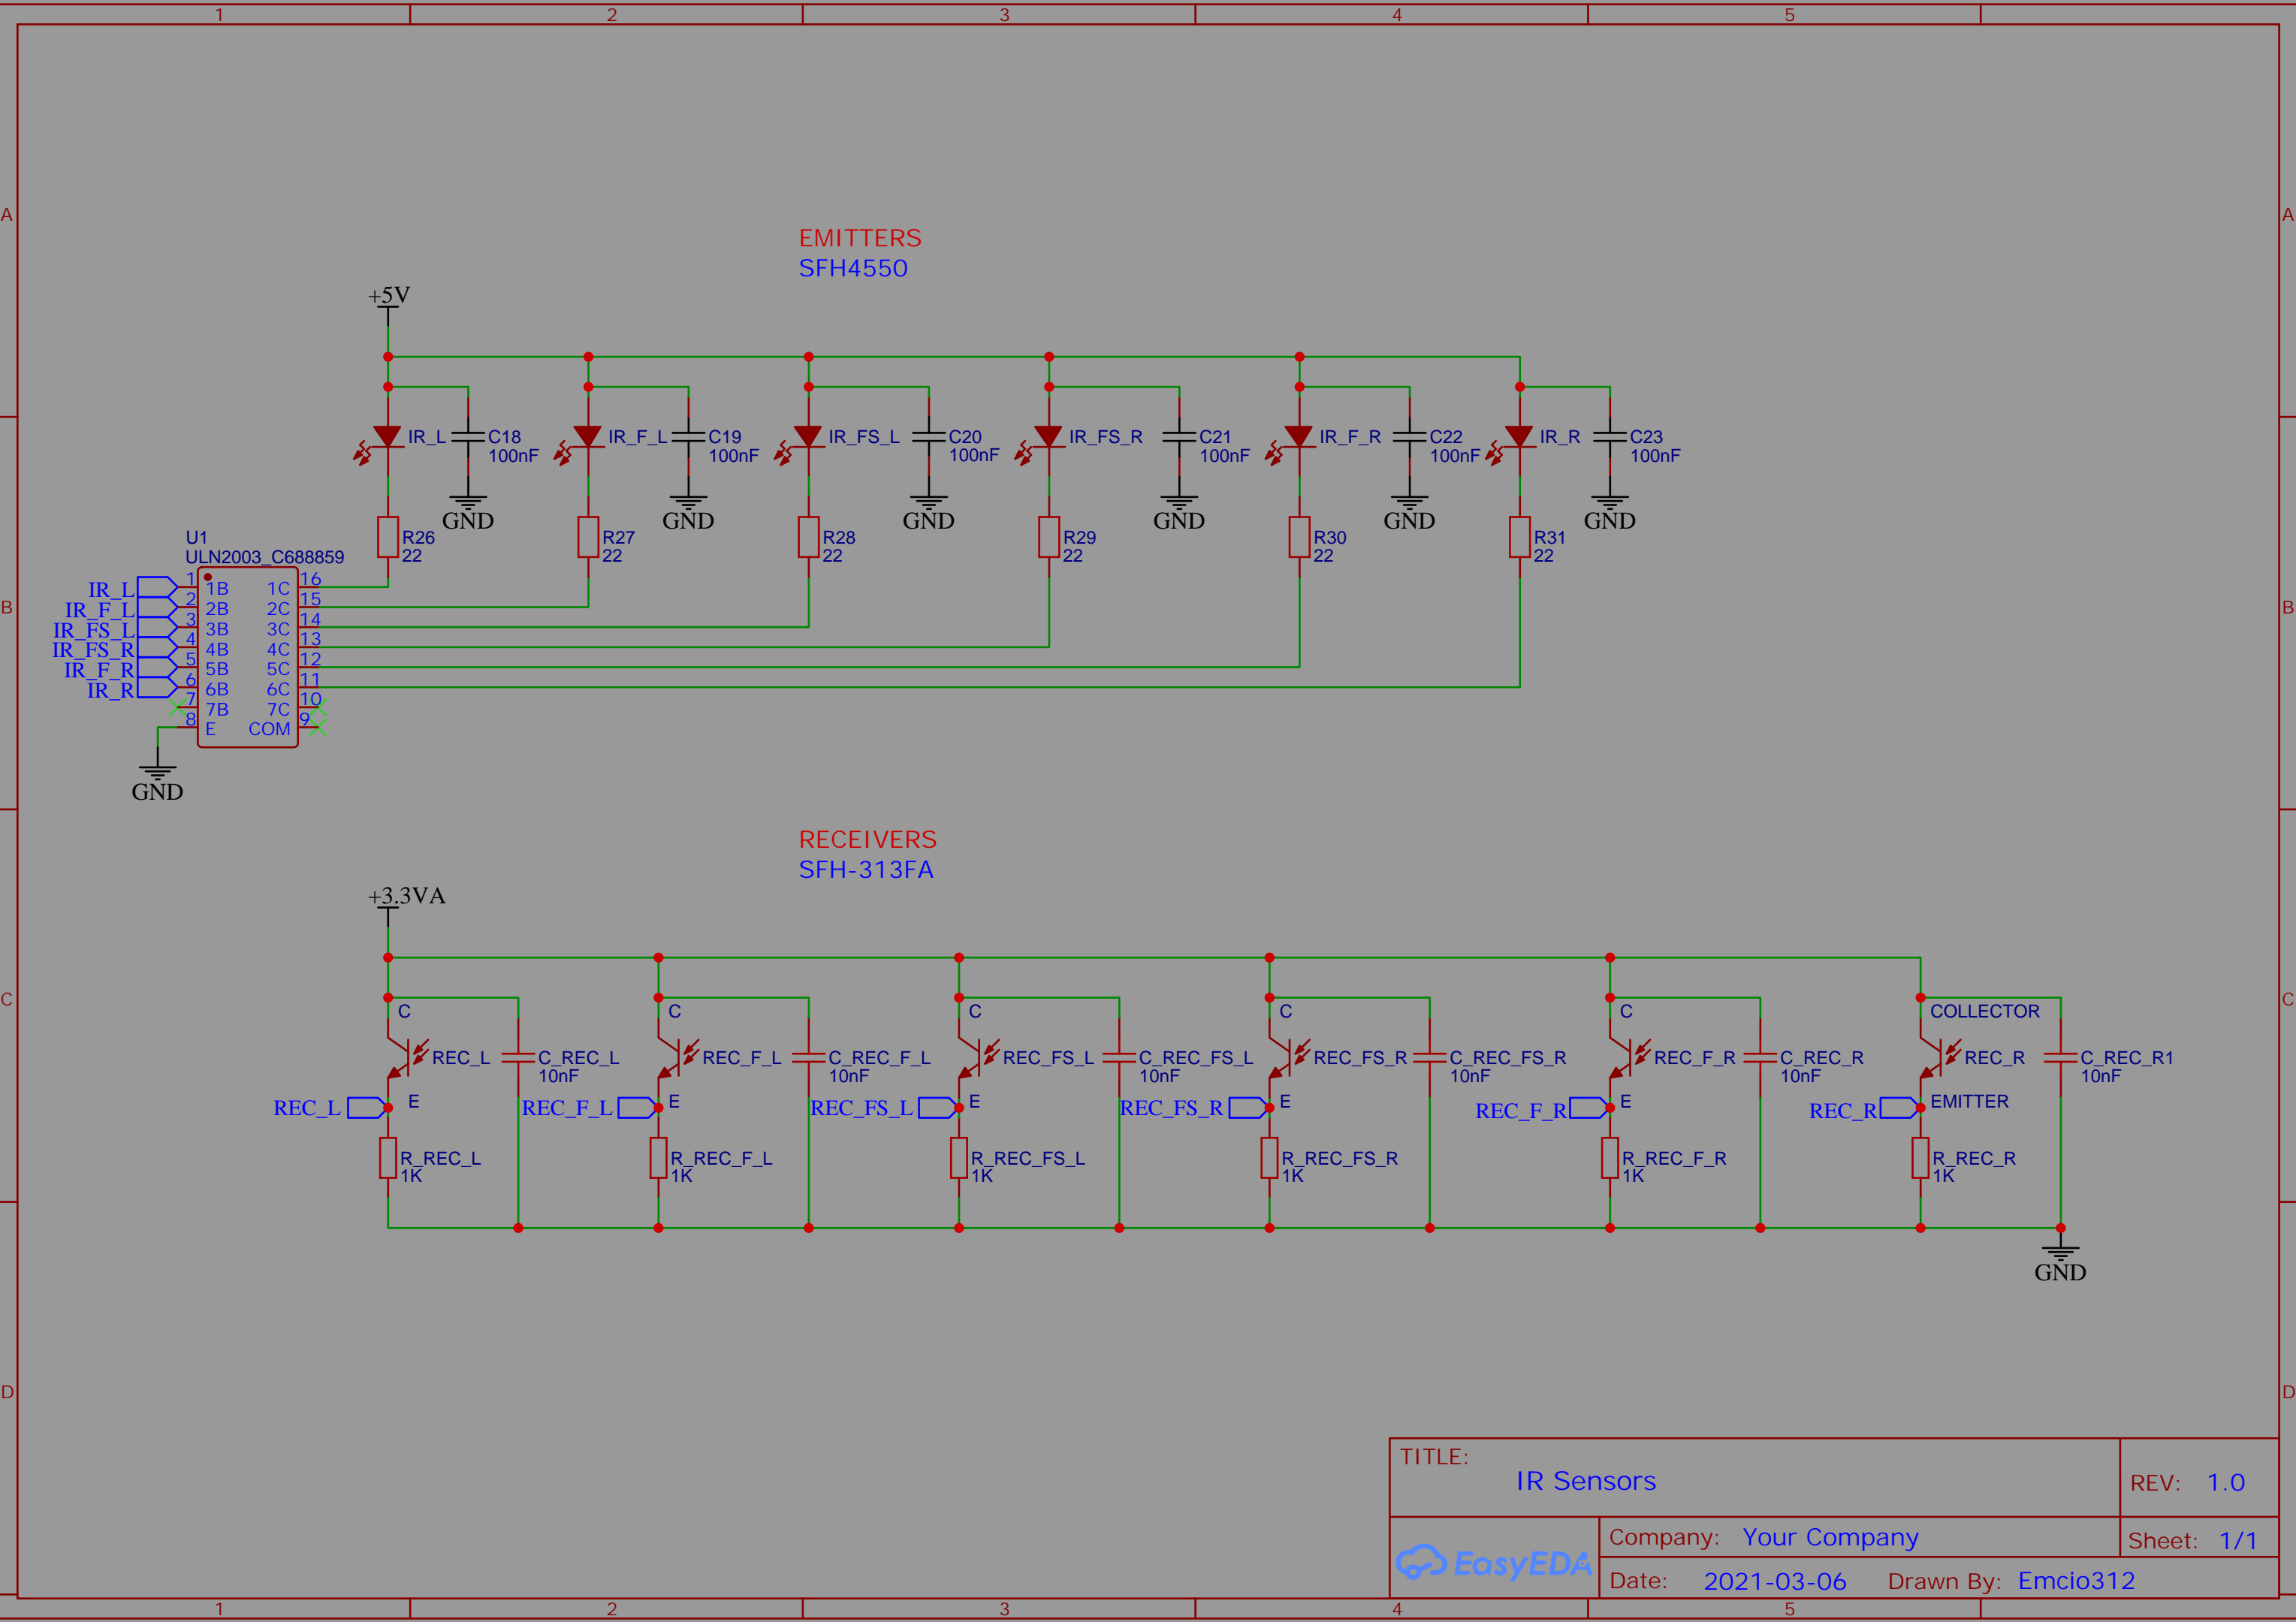 1 2 3 4 5
A A
EMITTERS
SFH4550
+5V
IR_L C18 IR_F_L C19 IR_FS_L C20 IR_FS_R C21 IR_F_R C22 IR_R C23
100nF 100nF 100nF 100nF 100nF 100nF
GND GND GND GND GND GND
R26 R27 R28 R29 R30 R31
22 22 22 22 22 22
U1
ULN2003_C688859
B B
IR_L 1 1B 1C 16
IR_F_L 2 2B 2C 15
IR_FS_L 3 3B 3C 14
IR_FS_R 4 4B 4C 13
IR_F_R 5 5B 5C 12
IR_R 6 6B 6C 11
7 7B 7C 10
8 E COM 9
GND
RECEIVERS
SFH-313FA
+3.3VA
C C
C C C C C COLLECTOR
REC_L C_REC_L REC_F_L C_REC_F_L REC_FS_L C_REC_FS_L REC_FS_R C_REC_FS_R REC_F_R C_REC_R REC_R C_REC_R1
10nF 10nF 10nF 10nF 10nF 10nF
REC_L E REC_F_L E REC_FS_L E REC_FS_R E REC_F_R E REC_R EMITTER
R_REC_L R_REC_F_L R_REC_FS_L R_REC_FS_R R_REC_F_R R_REC_R
1K 1K 1K 1K 1K 1K
GND
D D
TITLE:
IR Sensors
REV: 1.0
EasyEDA
Company: Your Company
Sheet: 1/1
Date: 2021-03-06 Drawn By: Emcio312
1 2 3 4 5